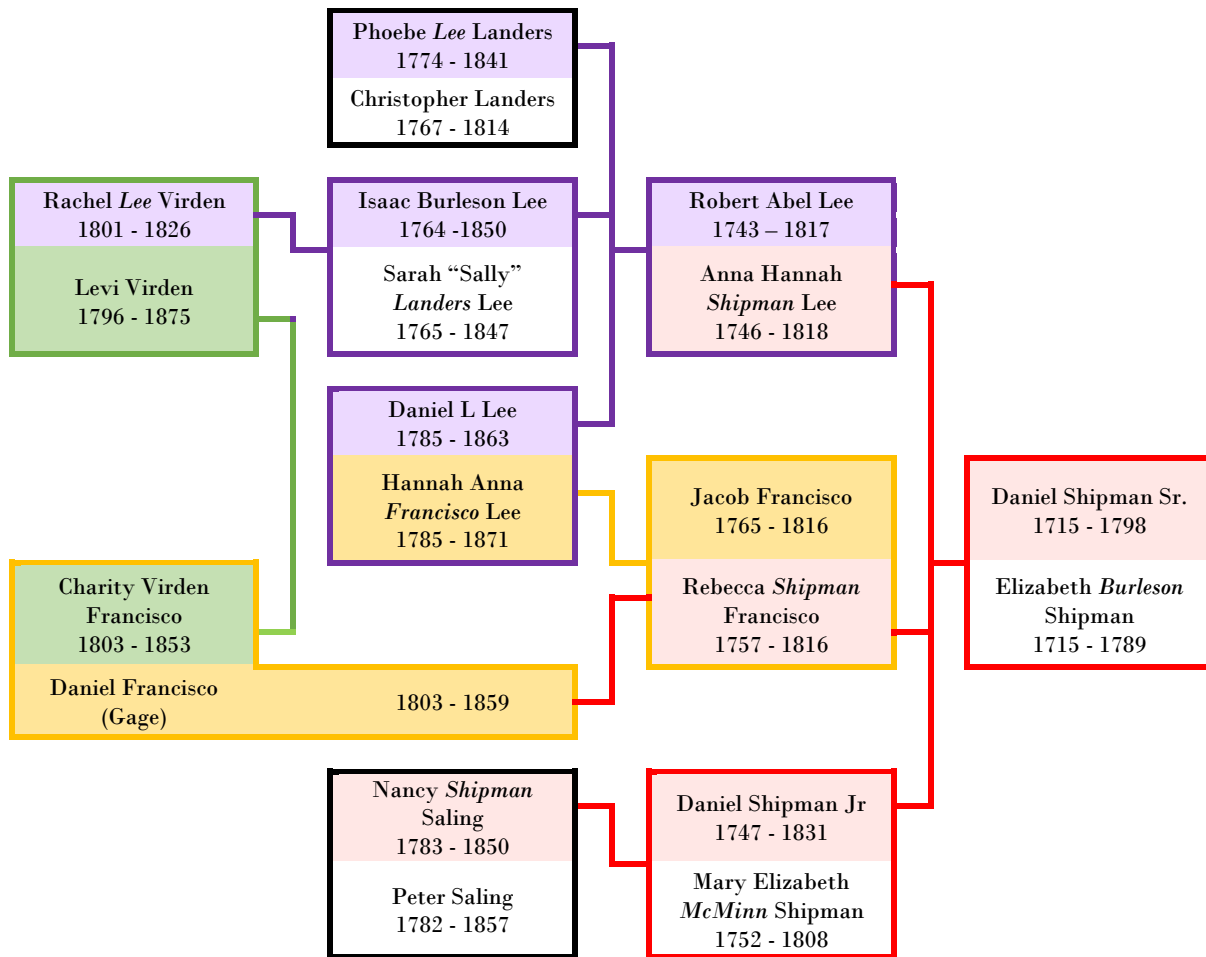 Phoebe Lee Landers
1774 - 1841
Christopher Landers
1767 - 1814
Rachel Lee Virden
1801 - 1826
Levi Virden
1796 - 1875
Isaac Burleson Lee
1764 -1850
Sarah “Sally”
Landers Lee
1765 - 1847
Robert Abel Lee
1743 – 1817
Anna Hannah
Shipman Lee
1746 - 1818
Daniel L Lee
1785 - 1863
Hannah Anna
Francisco Lee
1785 - 1871
Jacob Francisco
1765 - 1816
Rebecca Shipman
Francisco
1757 - 1816
Daniel Shipman Sr.
1715 - 1798
Elizabeth Burleson
Shipman
1715 - 1789
Charity Virden
Francisco
1803 - 1853
Daniel Francisco
(Gage)
1803 - 1859
Nancy Shipman
Saling
1783 - 1850
Peter Saling
1782 - 1857
Daniel Shipman Jr
1747 - 1831
Mary Elizabeth
McMinn Shipman
1752 - 1808